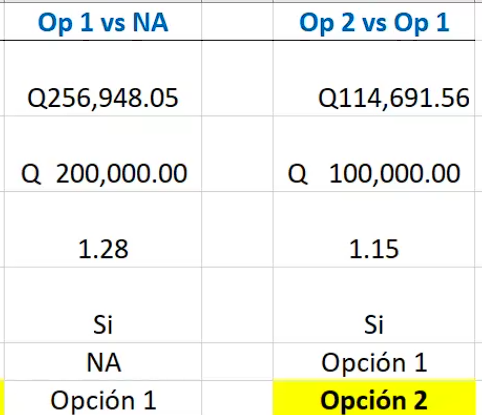 Op 1 vs NA Op 2 vs Op 1
Q256,948.05 Q114,691.56
Q 200,000.00 Q 100,000.00
1.28 1.15
Si Si
NA Opción 1
Opción 1 Opción 2